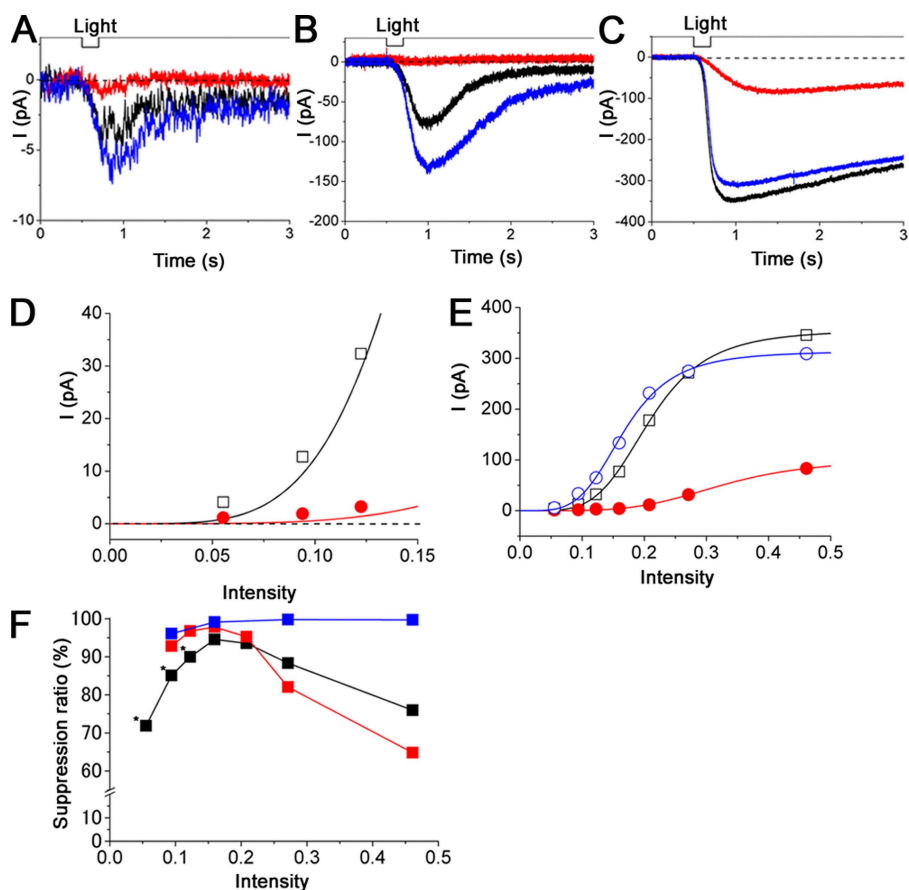 A
Light
I (pA)
0
-5
-10
0
1
2
3
Time (s)
B
Light
I (pA)
0
-50
-100
-150
-200
0
1
2
3
Time (s)
C
Light
I (pA)
0
-100
-200
-300
-400
0
1
2
3
Time (s)
D
I (pA)
40
30
20
10
0
0.00
0.05
0.10
0.15
Intensity
E
I (pA)
400
300
200
100
0
0.0
0.1
0.2
0.3
0.4
0.5
Intensity
F
Suppression ratio (%)
100
90
80
70
60
10
0
* * *
0.0
0.1
0.2
0.3
0.4
0.5
Intensity